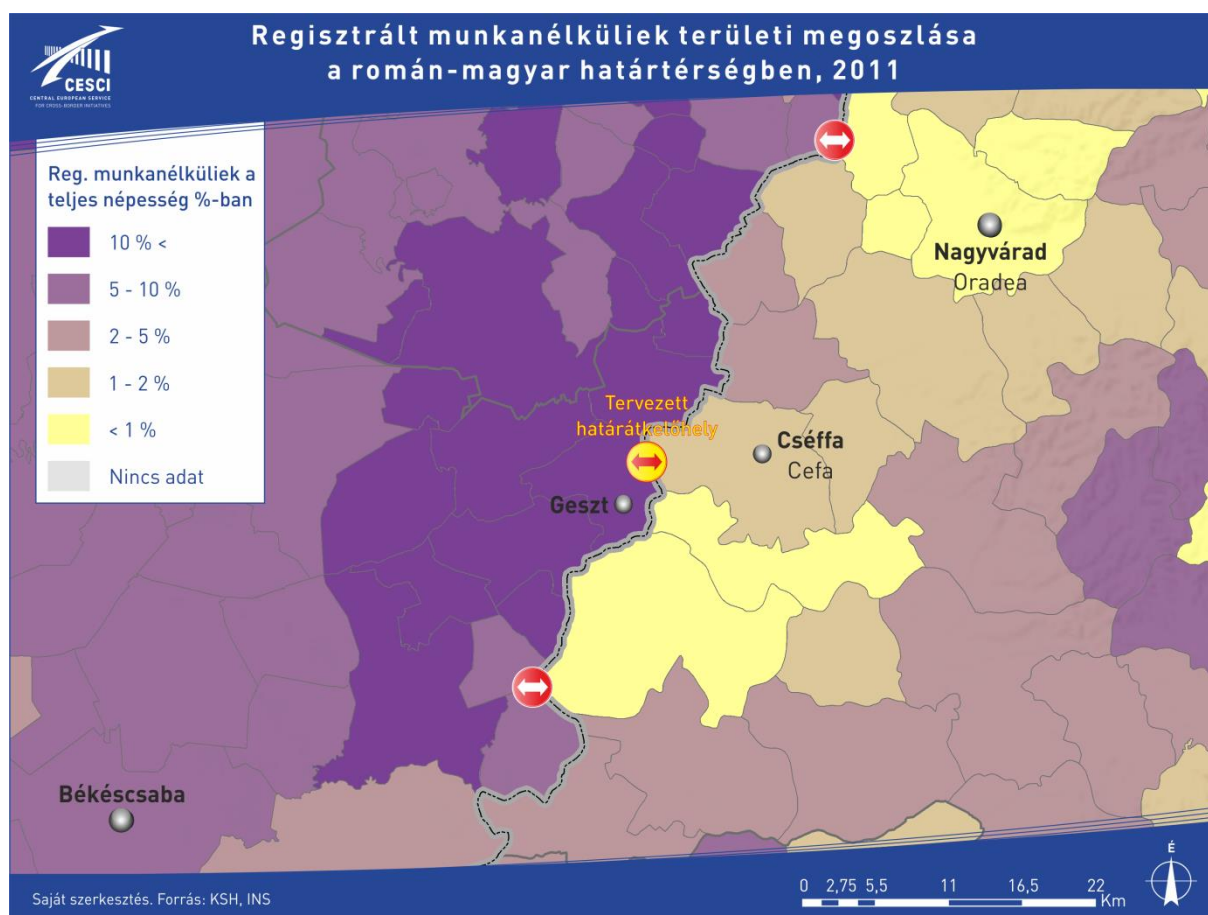 Regisztrált munkanélküliek területi megoszlása
a román-magyar határtérségben, 2011
CESCI
CENTRAL EUROPEAN SERVICE
FOR CROSS-BORDER INITIATIVES
Reg. munkanélküliek a
teljes népesség %-ban
10 % <
5 - 10 %
2 - 5 %
1 - 2 %
< 1 %
Nincs adat
Nagyvárad
Oradea
Tervezett
határátkelőhely
Cséffa
Cefa
Geszt
Békéscsaba
Saját szerkesztés. Forrás: KSH, INS
0 2,75 5,5 11 16,5 22
Km
É